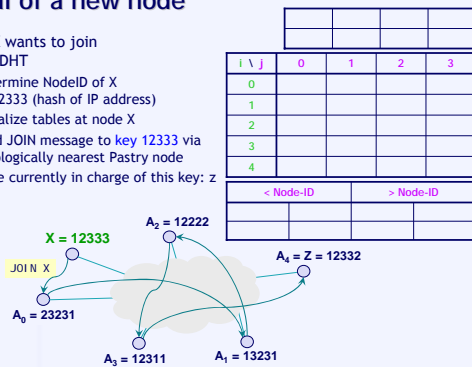 of a new node
wants to join
DHT
ermine NodeID of X
12333 (hash of IP address)
alize tables at node X
d JOIN message to key 12333 via
ologically nearest Pastry node
e currently in charge of this key: z
i \ j 0 1 2 3
0
1
2
3
4
< Node-ID > Node-ID
A2 = 12222
X = 12333
A4 = Z = 12332
JOIN X
A0 = 23231
A3 = 12311
A1 = 13231